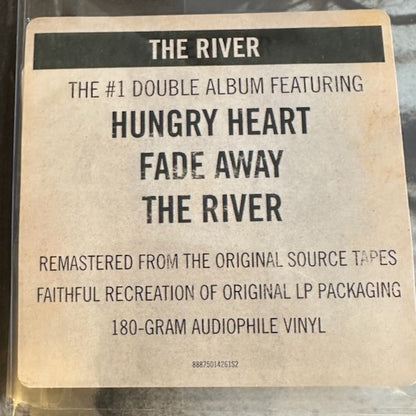 THE RIVER
THE #1 DOUBLE ALBUM FEATURING
HUNGRY HEART
FADE AWAY
THE RIVER
REMASTERED FROM THE ORIGINAL SOURCE TAPES
FAITHFUL RECREATION OF ORIGINAL LP PACKAGING
180-GRAM AUDIOPHILE VINYL
88875014261S2